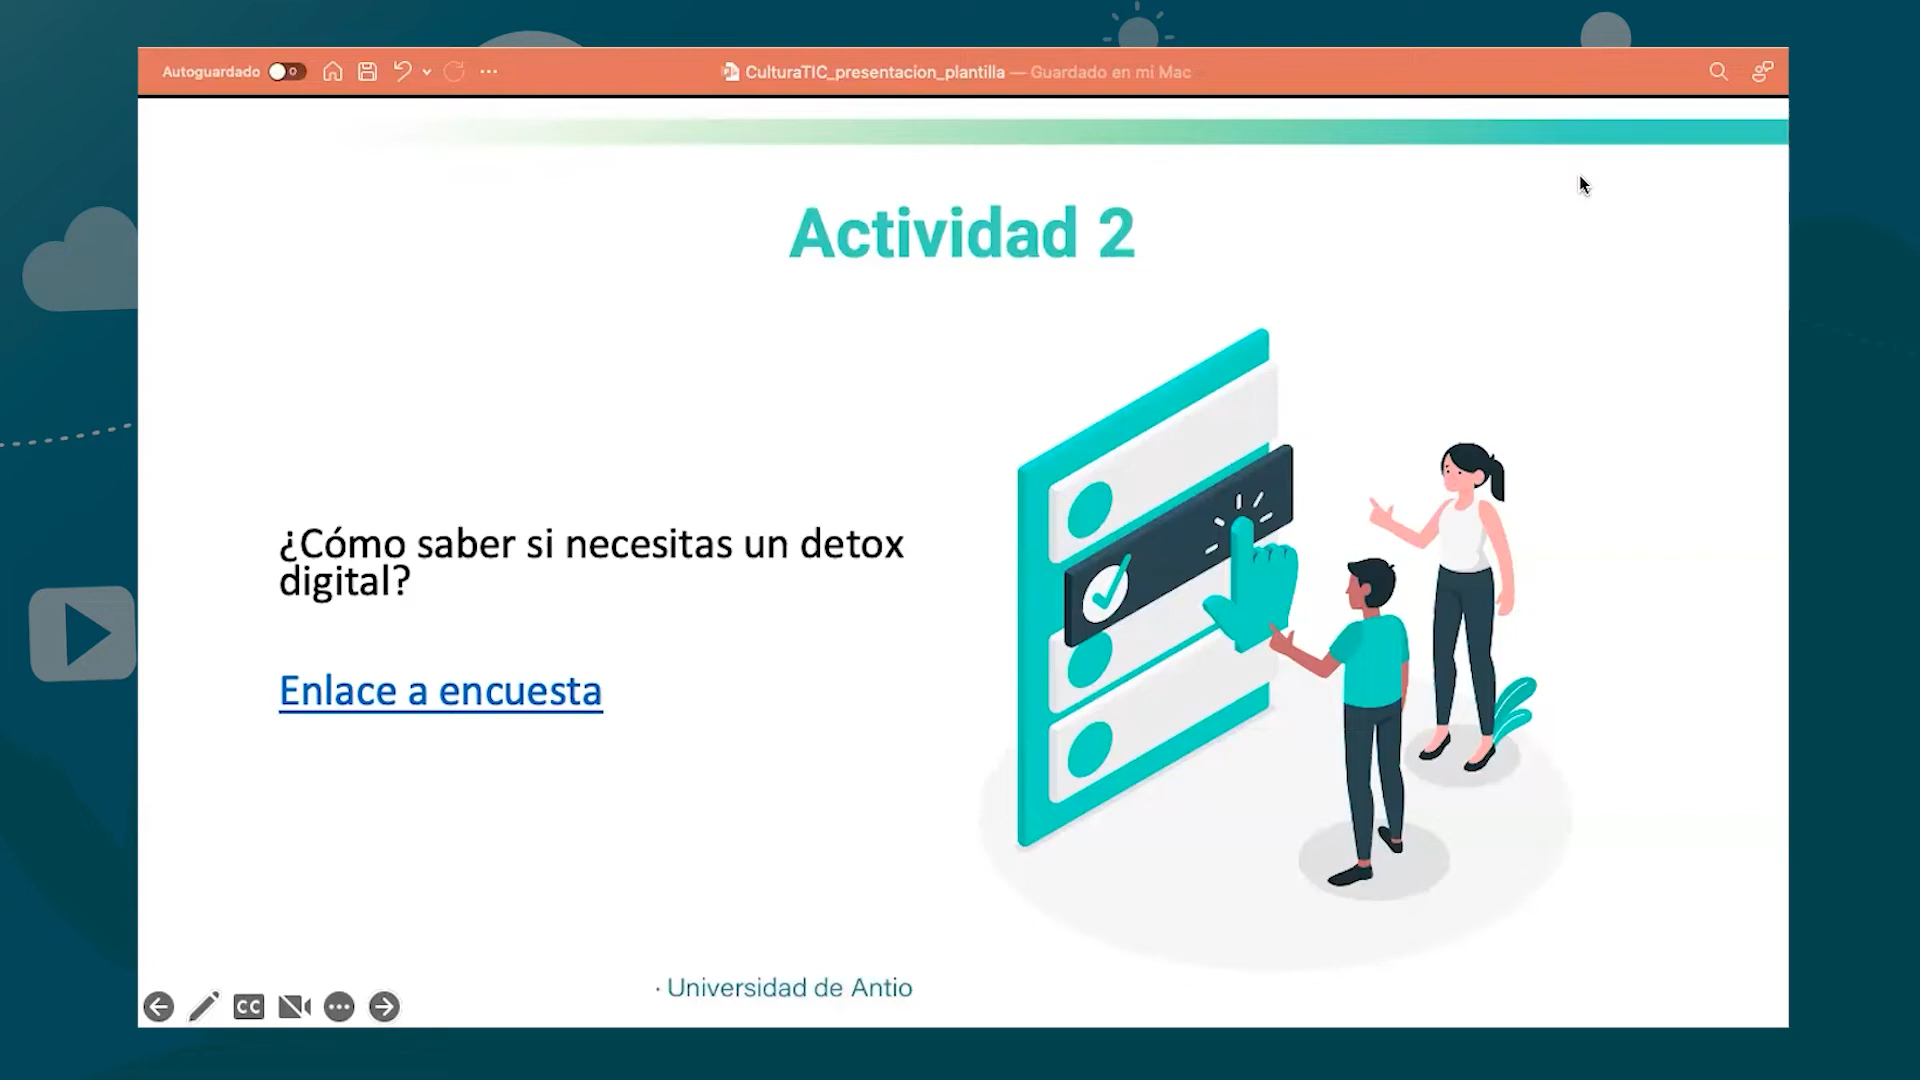 Autoguardado
CulturaTIC_presentacion_plantilla — Guardado en mi Mac
Actividad 2
¿Cómo saber si necesitas un detox
digital?
Enlace a encuesta
· Universidad de Antio
CC